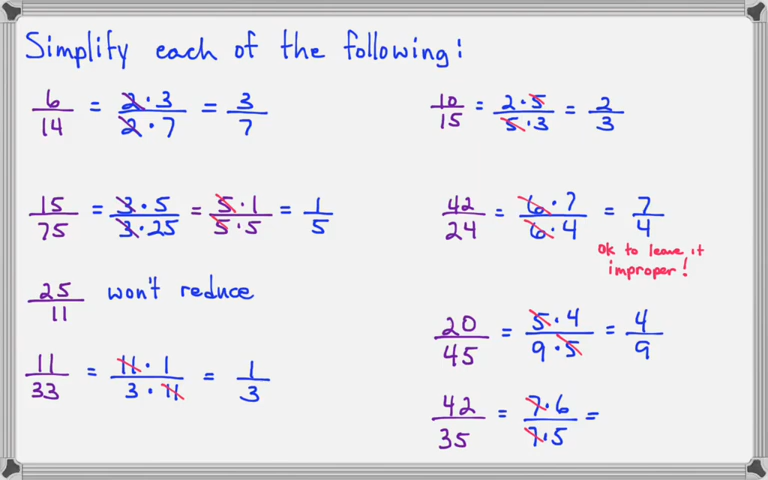 Simplify each of the following:
6/14 = 2·3/2·7 = 3/7
10/15 = 2·5/5·3 = 2/3
15/75 = 3·5/3·25 = 5·1/5·5 = 1/5
42/24 = 6·7/6·4 = 7/4
Ok to leave it
improper!
25/11 won't reduce
20/45 = 5·4/9·5 = 4/9
11/33 = 11·1/3·11 = 1/3
42/35 = 7·6/7·5 =